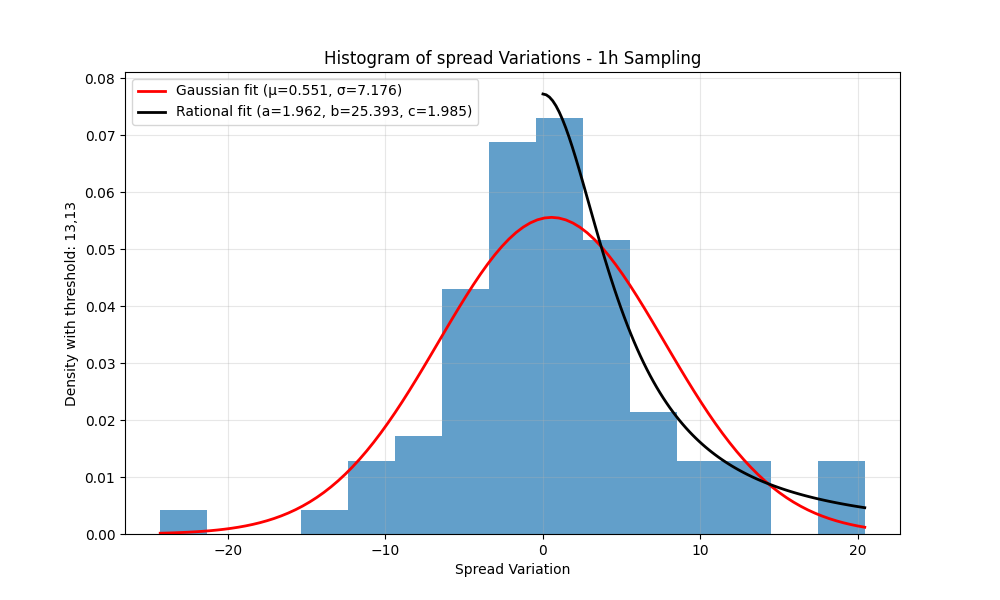 Histogram of spread Variations - 1h Sampling
Gaussian fit (μ=0.551, σ=7.176)
Rational fit (a=1.962, b=25.393, c=1.985)
Density with threshold: 13,13
0.08
0.07
0.06
0.05
0.04
0.03
0.02
0.01
0.00
−20
−10
0
10
20
Spread Variation